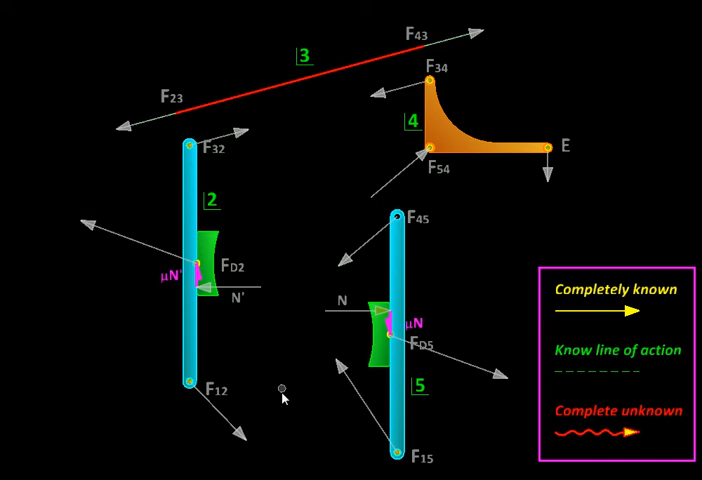 F43
3
F34
F23
4
E
F32
F54
2
F45
FD2
μN'
N'
Completely known
N
μN
FD5
Know line of action
5
F12
Complete unknown
F15